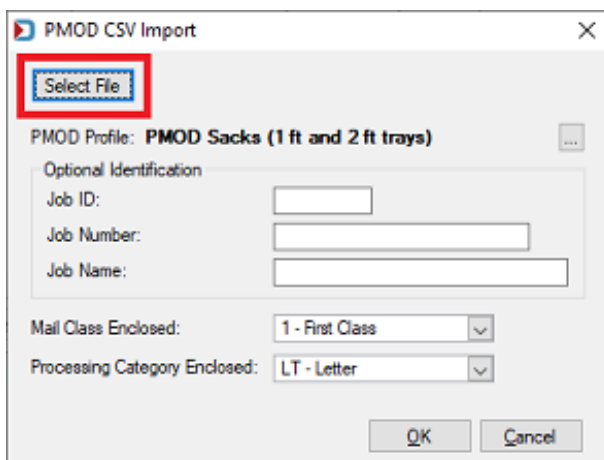 PMOD CSV Import
Select File
PMOD Profile: PMOD Sacks (1 ft and 2 ft trays) ...
Optional Identification
Job ID:
Job Number:
Job Name:
Mail Class Enclosed: 1 - First Class
Processing Category Enclosed: LT - Letter
OK Cancel